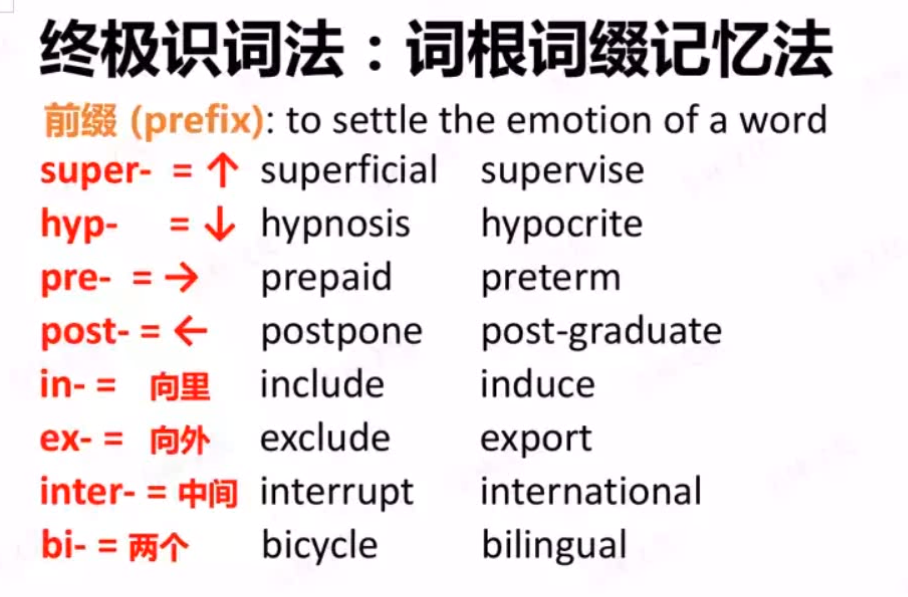 终极识词法：词根词缀记忆法
前缀 (prefix): to settle the emotion of a word
super- = ↑ superficial supervise
hyp- = ↓ hypnosis hypocrite
pre- = → prepaid preterm
post- = ← postpone post-graduate
in- = 向里 include induce
ex- = 向外 exclude export
inter- = 中间 interrupt international
bi- = 两个 bicycle bilingual